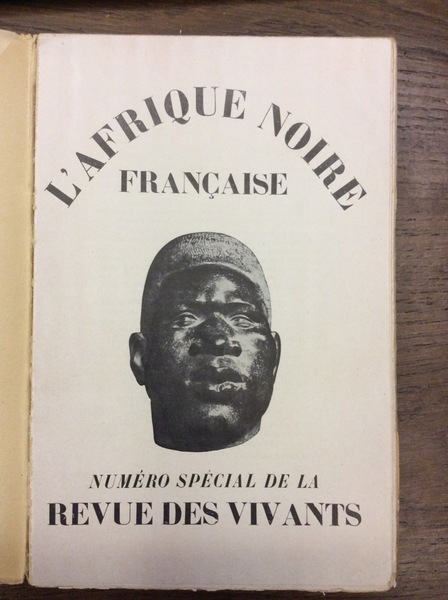 L'AFRIQUE NOIRE
FRANÇAISE
NUMÉRO SPÉCIAL DE LA
REVUE DES VIVANTS